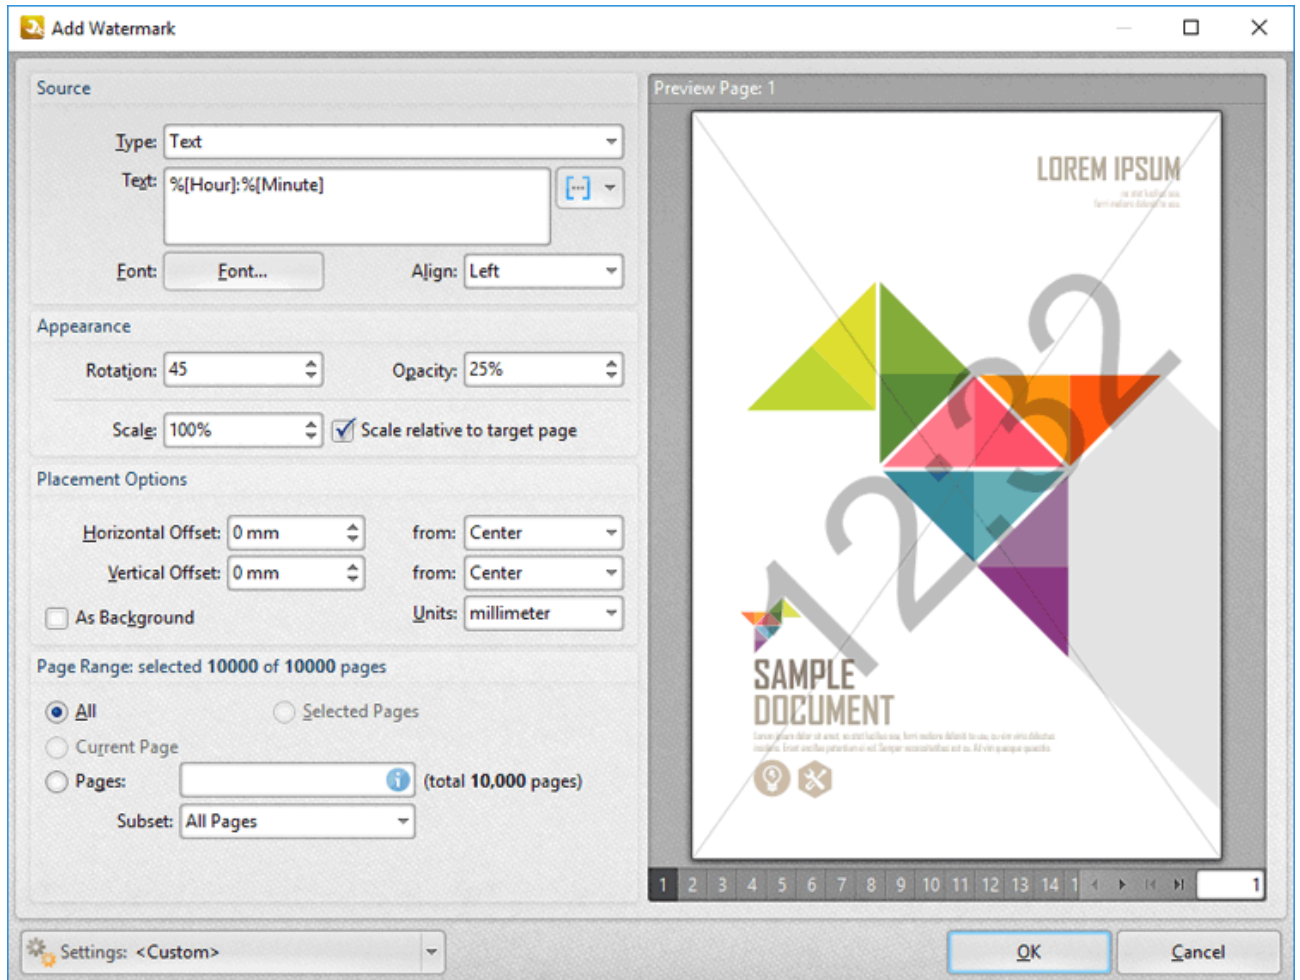 Add Watermark
Source
Type: Text
Text: %[Hour]:%[Minute]
Font: Font... Align: Left
Appearance
Rotation: 45 Opacity: 25%
Scale: 100% Scale relative to target page
Placement Options
Horizontal Offset: 0 mm from: Center
Vertical Offset: 0 mm from: Center
As Background Units: millimeter
Page Range: selected 10000 of 10000 pages
All Selected Pages
Current Page
Pages: (total 10,000 pages)
Subset: All Pages
Preview Page: 1
LOREM IPSUM
12:32
SAMPLE
DOCUMENT
1 2 3 4 5 6 7 8 9 10 11 12 13 14 1 1
Settings: <Custom> OK Cancel